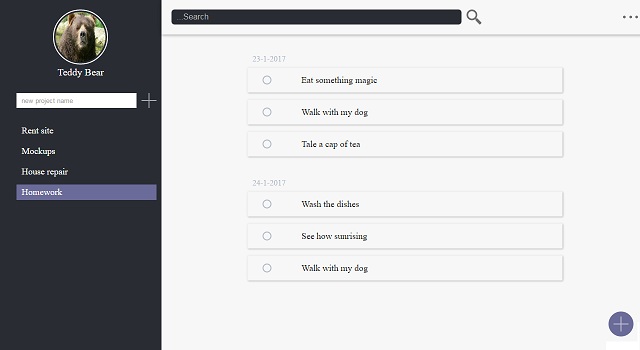 Teddy Bear
new project name
Rent site
Mockups
House repair
Homework
...Search
23-1-2017
Eat something magic
Walk with my dog
Tale a cap of tea
24-1-2017
Wash the dishes
See how sunrising
Walk with my dog